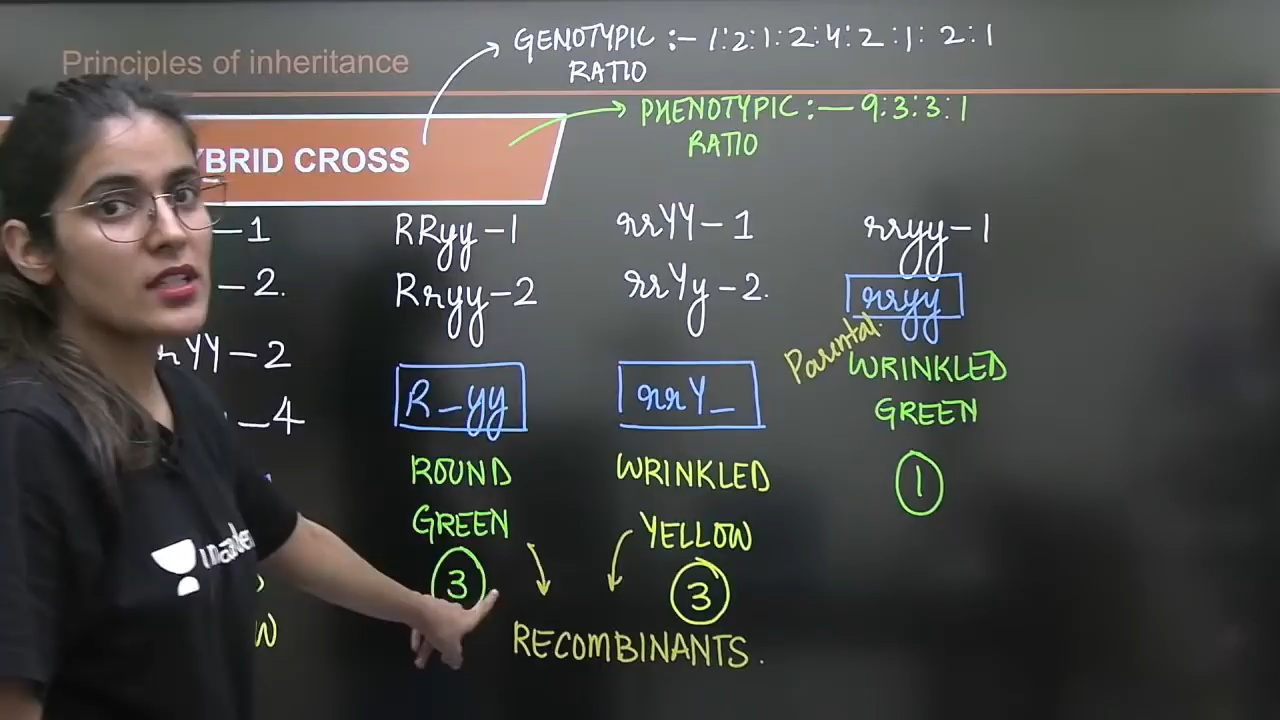 Principles of inheritance
GENOTYPIC :- 1:2:1:2:4:2:1:2:1
RATIO
PHENOTYPIC :- 9:3:3:1
RATIO
YBRID CROSS
-1
-2.
rYY-2
_4
W
RRyy-1
Rryy-2
R_yy
ROUND
GREEN
3
rrYY-1
rrYy-2.
rrY_
WRINKLED
YELLOW
3
RECOMBINANTS.
rryy-1
rryy
Parental.
WRINKLED
GREEN
1